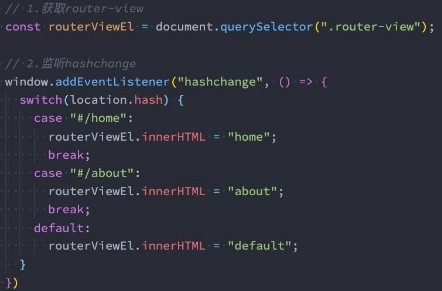 // 1.获取router-view
const routerViewEl = document.querySelector(".router-view");

// 2.监听hashchange
window.addEventListener("hashchange", () => {
  switch(location.hash) {
    case "#/home":
      routerViewEl.innerHTML = "home";
      break;
    case "#/about":
      routerViewEl.innerHTML = "about";
      break;
    default:
      routerViewEl.innerHTML = "default";
  }
})